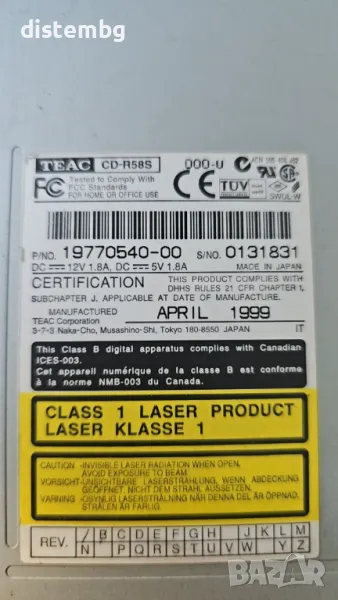 distembg
TEAC CD-R58S 000-U
Tested to Comply With
FCC Standards
FOR HOME OR OFFICE USE
FC CE TÜV
P/NO. 19770540-00 S/NO. 0131831
DC 12V 1.8A, DC 5V 1.8A MADE IN JAPAN
CERTIFICATION THIS PRODUCT COMPLIES WITH
DHHS RULES 21 CFR CHAPTER 1,
SUBCHAPTER J, APPLICABLE AT DATE OF MANUFACTURE.
MANUFACTURED APRIL 1999
TEAC Corporation
3-7-3 Naka-Cho, Musashino-Shi, Tokyo 180-8550 JAPAN IT
This Class B digital apparatus complies with Canadian
ICES-003.
Cet appareil numérique de la classe B est conforme
à la norme NMB-003 du Canada.
CLASS 1 LASER PRODUCT
LASER KLASSE 1
CAUTION -INVISIBLE LASER RADIATION WHEN OPEN,
AVOID EXPOSURE TO BEAM.
VORSICHT-UNSICHTBARE LASERSTRAHLUNG, WENN ABDECKUNG
GEÖFFNET NICHT DEM STRAHL AUSSETZEN.
VARNING -OSYNLIG LASERSTRÅLNING NÄR DENNA DEL ÄR ÖPPNAD,
STRÅLEN ÄR FARLIG.
REV. / A B C D E F G H J K L M
N P Q R S T U V W X Y Z
BAZAR